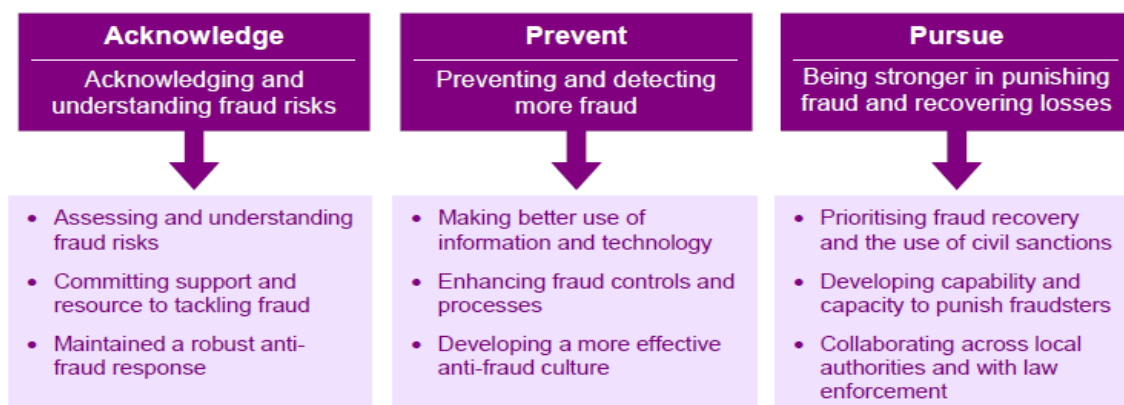 Acknowledge
Acknowledging and
understanding fraud risks
• Assessing and understanding
fraud risks
• Committing support and
resource to tackling fraud
• Maintained a robust anti-
fraud response
Prevent
Preventing and detecting
more fraud
• Making better use of
information and technology
• Enhancing fraud controls and
processes
• Developing a more effective
anti-fraud culture
Pursue
Being stronger in punishing
fraud and recovering losses
• Prioritising fraud recovery
and the use of civil sanctions
• Developing capability and
capacity to punish fraudsters
• Collaborating across local
authorities and with law
enforcement